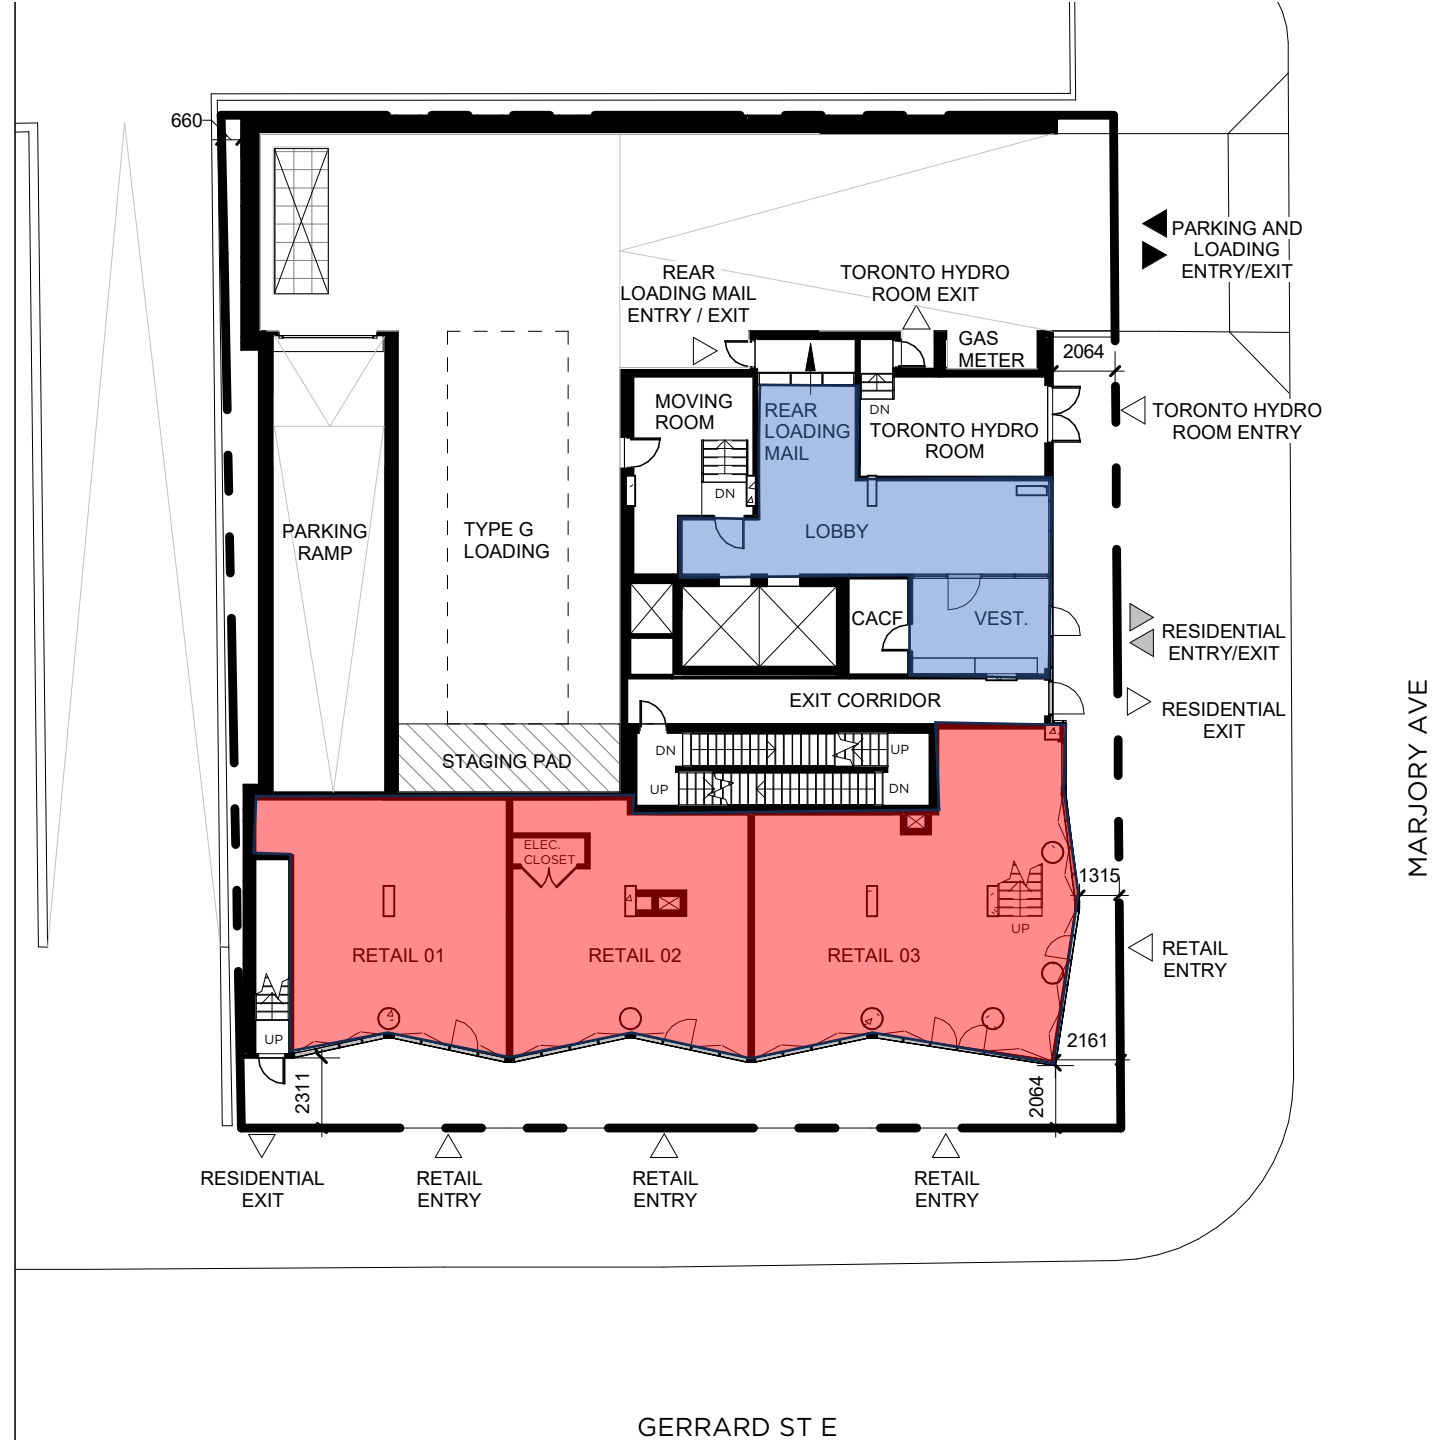 660
PARKING AND
LOADING
ENTRY/EXIT
REAR
LOADING MAIL
ENTRY / EXIT
TORONTO HYDRO
ROOM EXIT
GAS
METER
2064
MOVING
ROOM
REAR
LOADING
MAIL
DN
TORONTO HYDRO
ROOM
TORONTO HYDRO
ROOM ENTRY
DN
PARKING
RAMP
TYPE G
LOADING
LOBBY
CACF
VEST.
RESIDENTIAL
ENTRY/EXIT
EXIT CORRIDOR
RESIDENTIAL
EXIT
MARJORY AVE
STAGING PAD
DN
UP
UP
DN
ELEC.
CLOSET
1315
UP
RETAIL 01
RETAIL 02
RETAIL 03
RETAIL
ENTRY
UP
2161
2311
2064
RESIDENTIAL
EXIT
RETAIL
ENTRY
RETAIL
ENTRY
RETAIL
ENTRY
GERRARD ST E